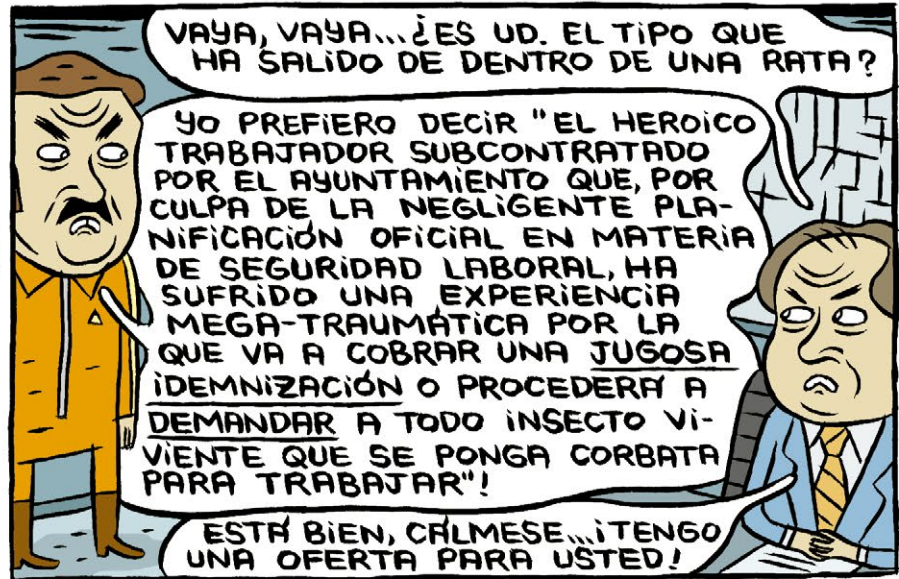 VAYA, VAYA...¿ES UD. EL TIPO QUE
HA SALIDO DE DENTRO DE UNA RATA?
YO PREFIERO DECIR "EL HEROICO
TRABAJADOR SUBCONTRATADO
POR EL AYUNTAMIENTO QUE, POR
CULPA DE LA NEGLIGENTE PLA-
NIFICACIÓN OFICIAL EN MATERIA
DE SEGURIDAD LABORAL, HA
SUFRIDO UNA EXPERIENCIA
MEGA-TRAUMÁTICA POR LA
QUE VA A COBRAR UNA JUGOSA
IDEMNIZACIÓN O PROCEDERÁ A
DEMANDAR A TODO INSECTO VI-
VIENTE QUE SE PONGA CORBATA
PARA TRABAJAR"!
ESTÁ BIEN, CÁLMESE...¡TENGO
UNA OFERTA PARA USTED!